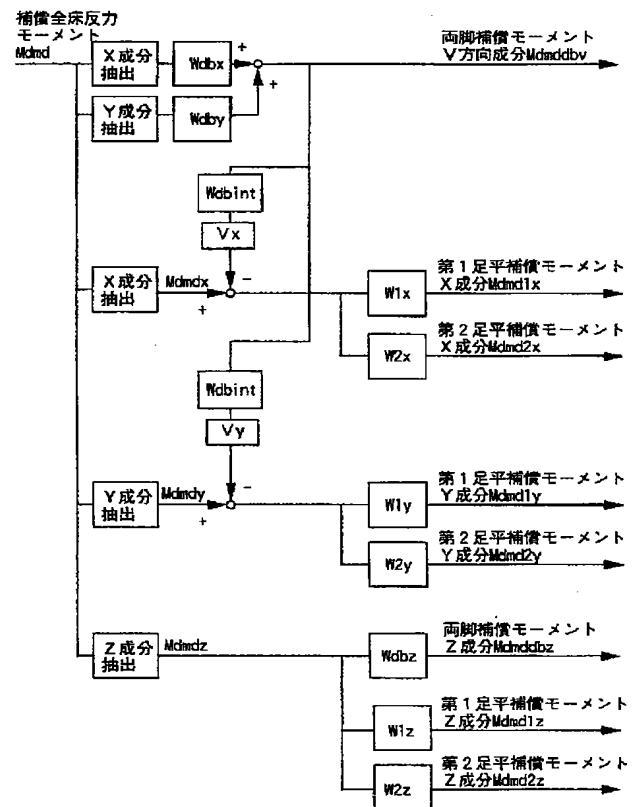 補償全床反力
モーメント
Mdmd
X成分
抽出
Wdbx
+
+
両脚補償モーメント
V方向成分Mdmddbv
Y成分
抽出
Wdby
Wdbint
Vx
X成分
抽出
Mdmdx
−
+
W1x
第1足平補償モーメント
X成分Mdmd1x
W2x
第2足平補償モーメント
X成分Mdmd2x
Wdbint
Vy
Y成分
抽出
Mdmdy
−
+
W1y
第1足平補償モーメント
Y成分Mdmd1y
W2y
第2足平補償モーメント
Y成分Mdmd2y
Z成分
抽出
Mdmdz
Wdbz
両脚補償モーメント
Z成分Mdmddbz
W1z
第1足平補償モーメント
Z成分Mdmd1z
W2z
第2足平補償モーメント
Z成分Mdmd2z